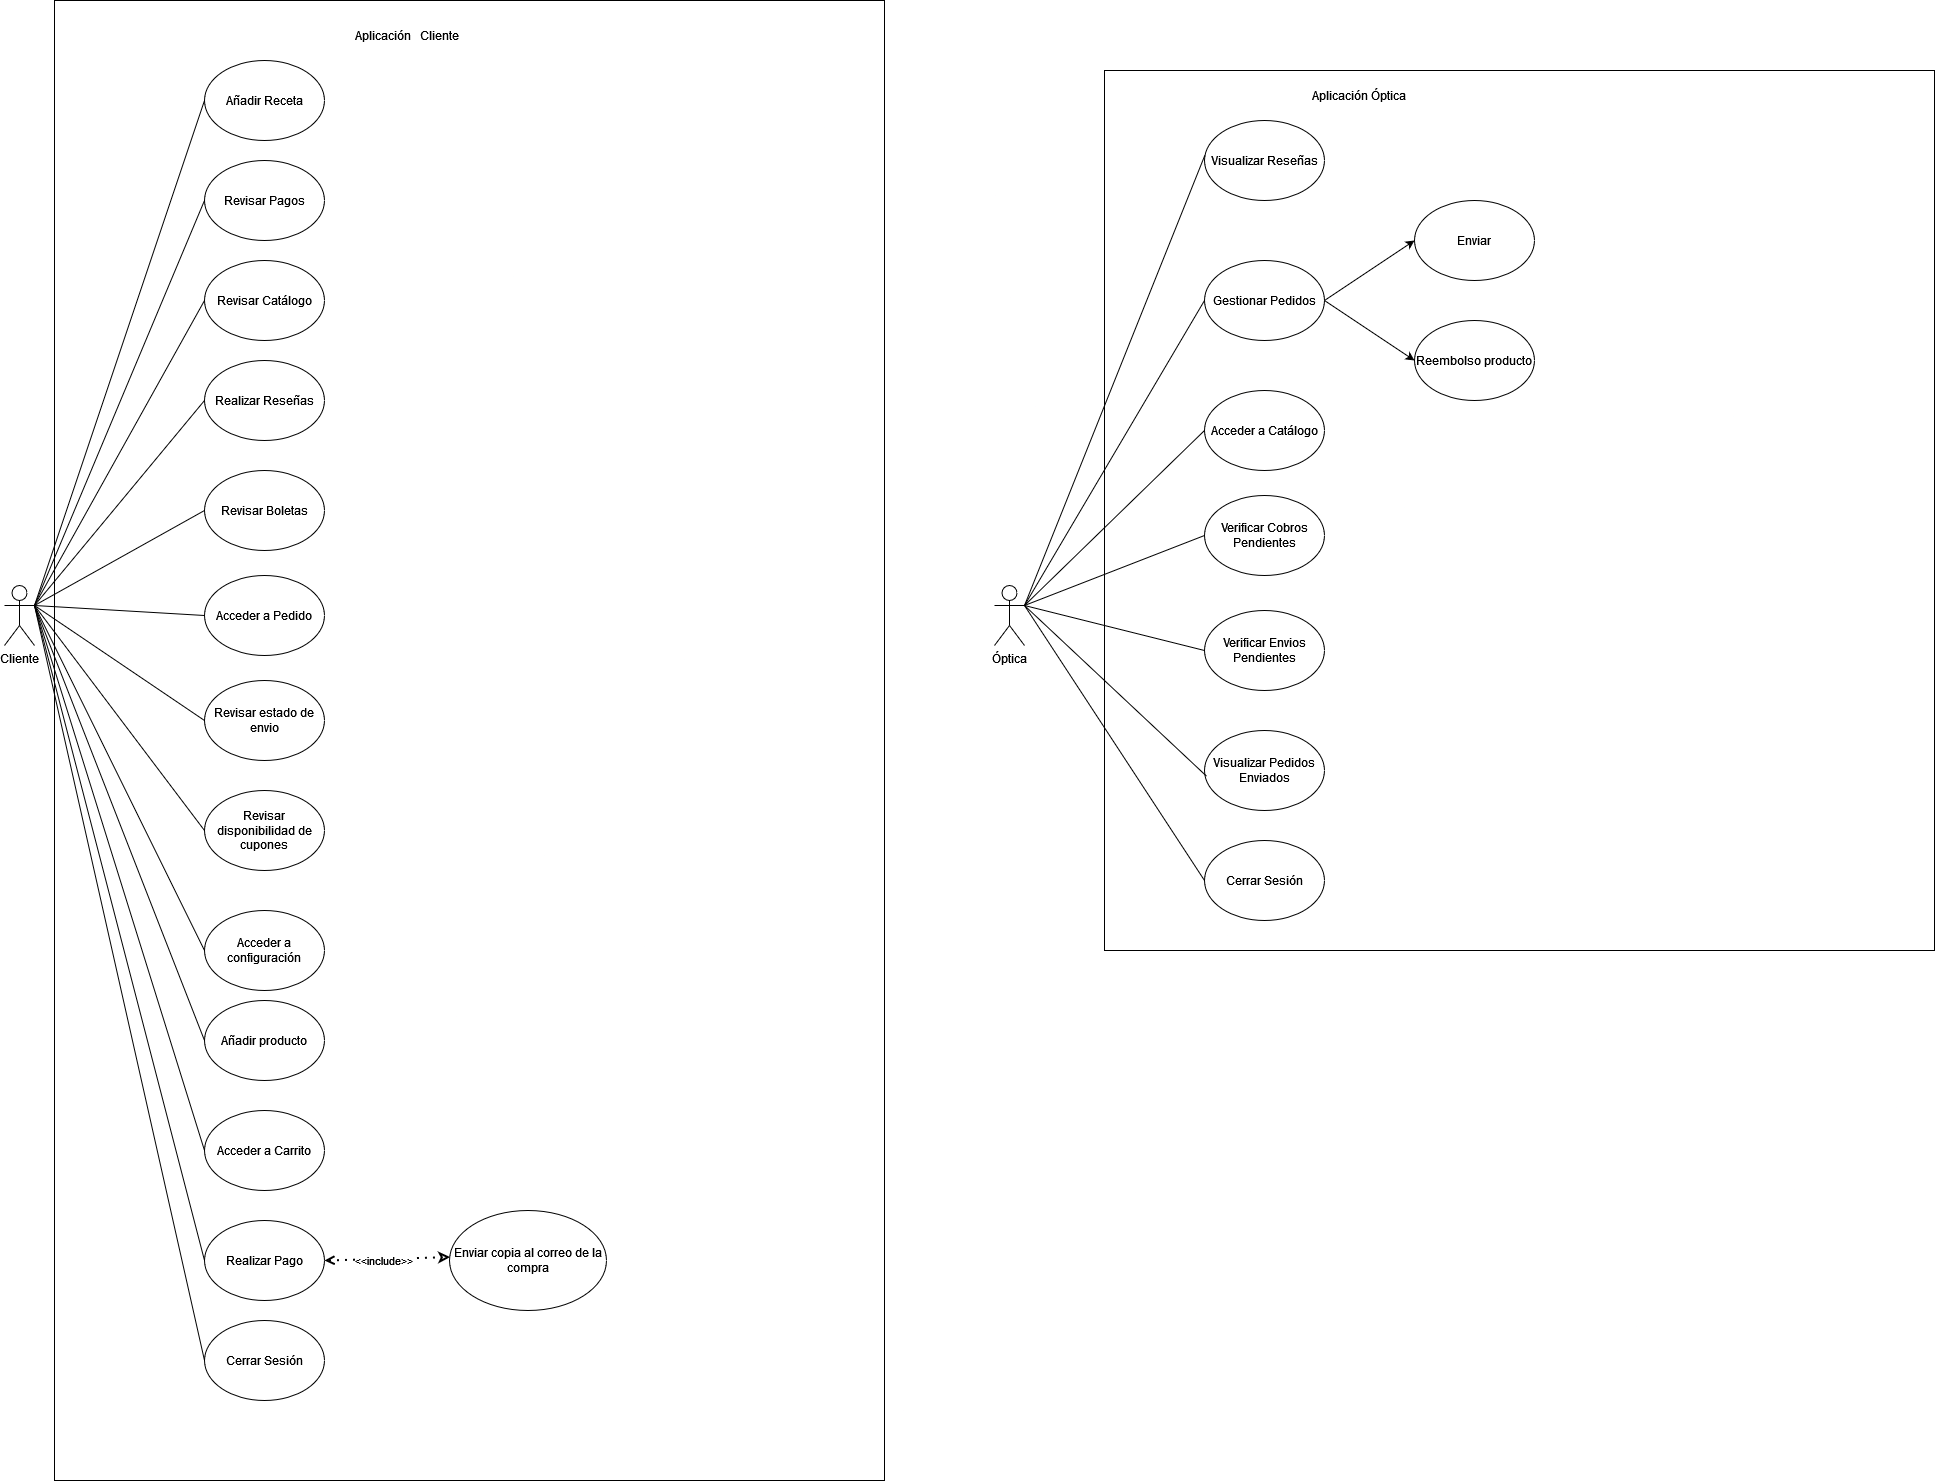 Aplicación   Cliente
Añadir Receta
Revisar Pagos
Revisar Catálogo
Realizar Reseñas
Revisar Boletas
Acceder a Pedido
Cliente
Revisar estado de
envio
Revisar
disponibilidad de
cupones
Acceder a
configuración
Añadir producto
Acceder a Carrito
Realizar Pago
<<include>>
Enviar copia al correo de la
compra
Cerrar Sesión
Aplicación Óptica
Visualizar Reseñas
Enviar
Gestionar Pedidos
Reembolso producto
Acceder a Catálogo
Verificar Cobros
Pendientes
Óptica
Verificar Envios
Pendientes
Visualizar Pedidos
Enviados
Cerrar Sesión